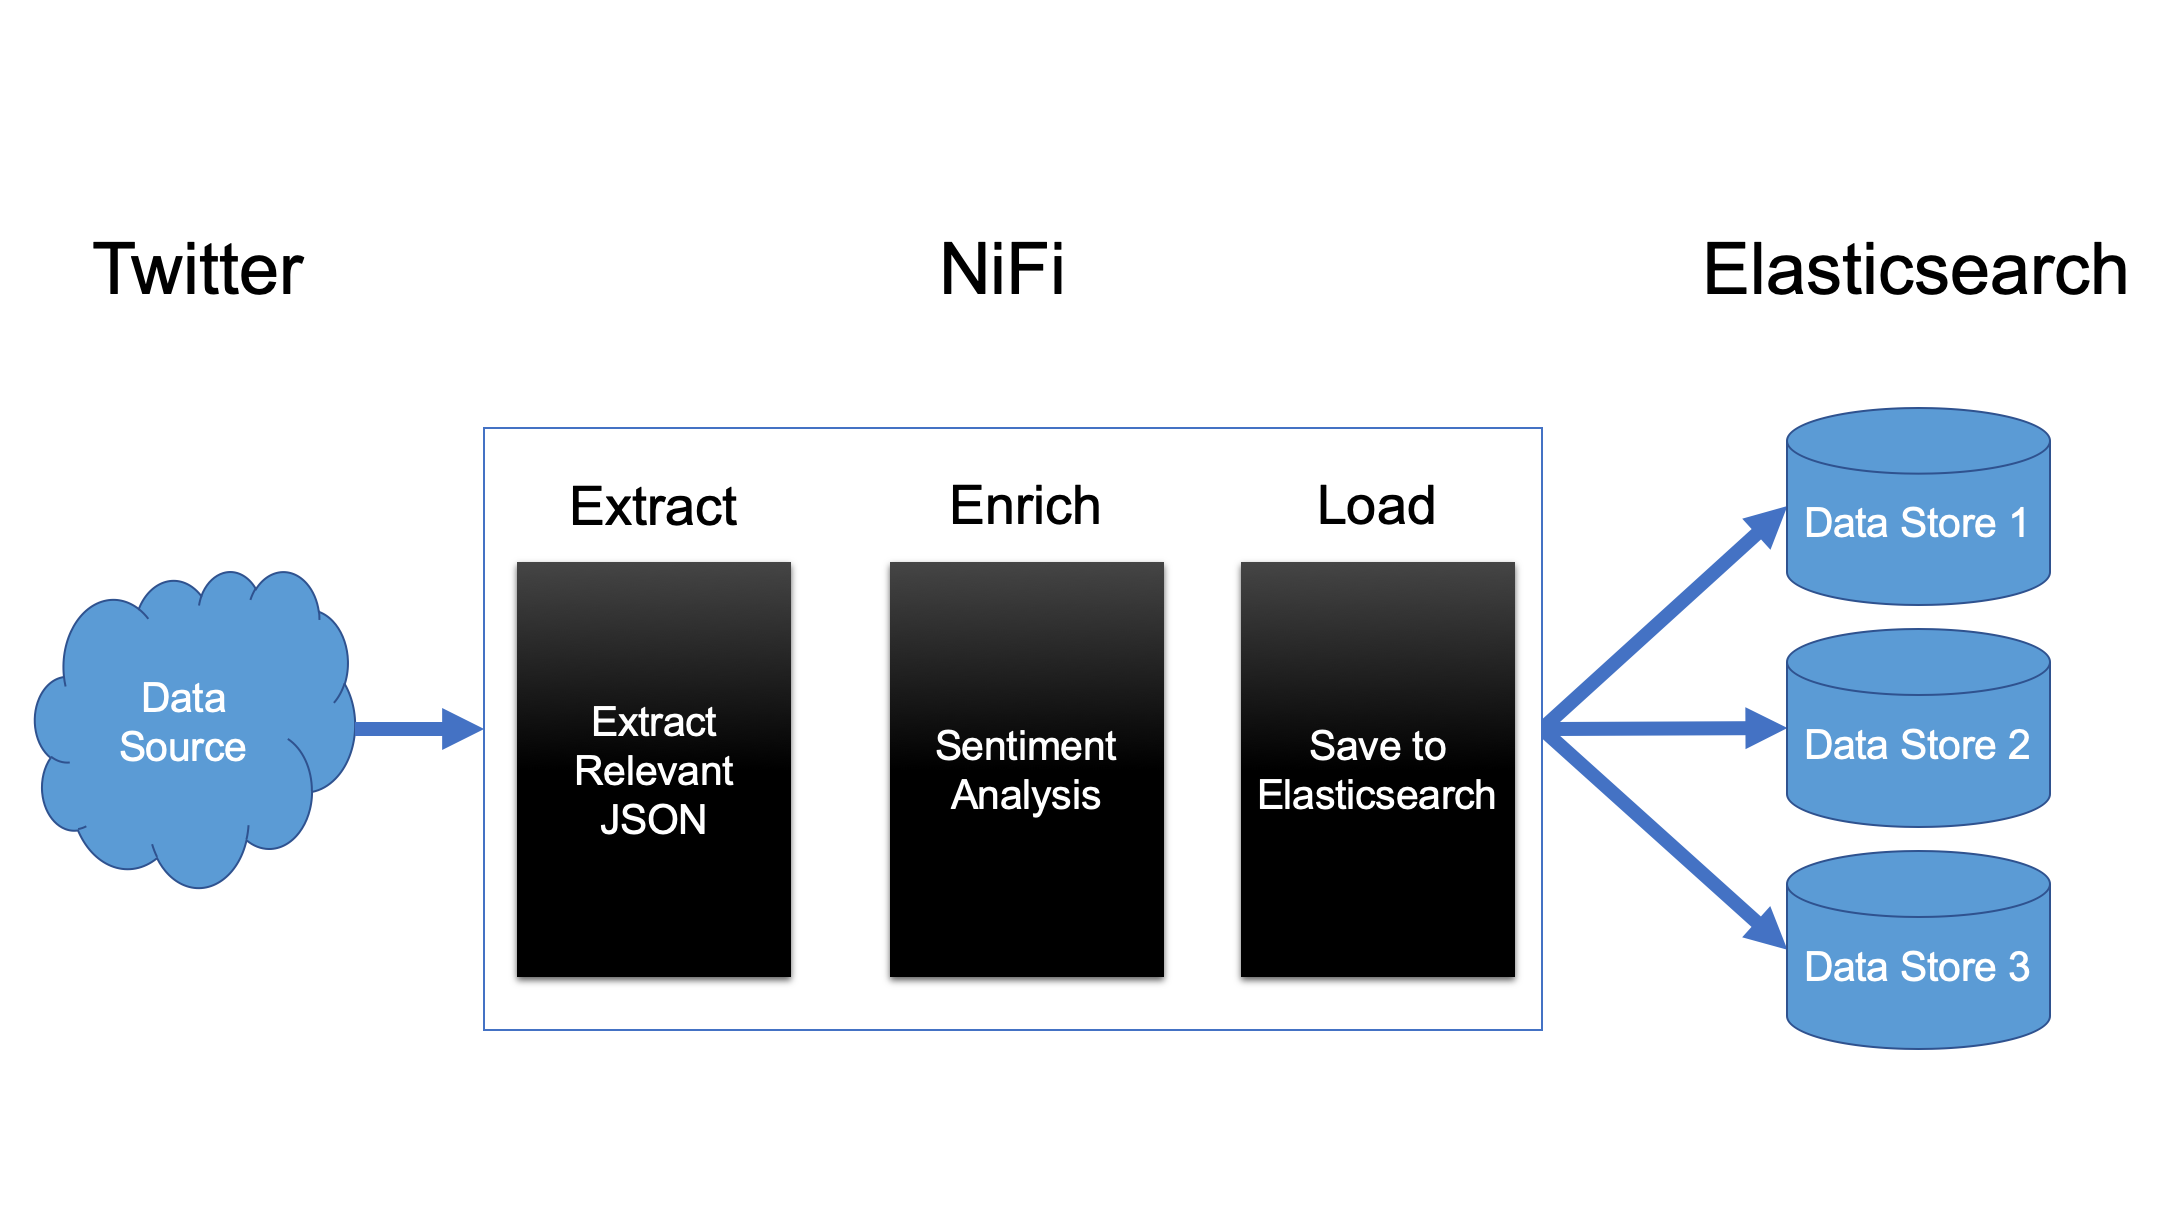 Twitter
NiFi
Elasticsearch
Extract
Enrich
Load
Data
Source
Extract
Relevant
JSON
Sentiment
Analysis
Save to
Elasticsearch
Data Store 1
Data Store 2
Data Store 3